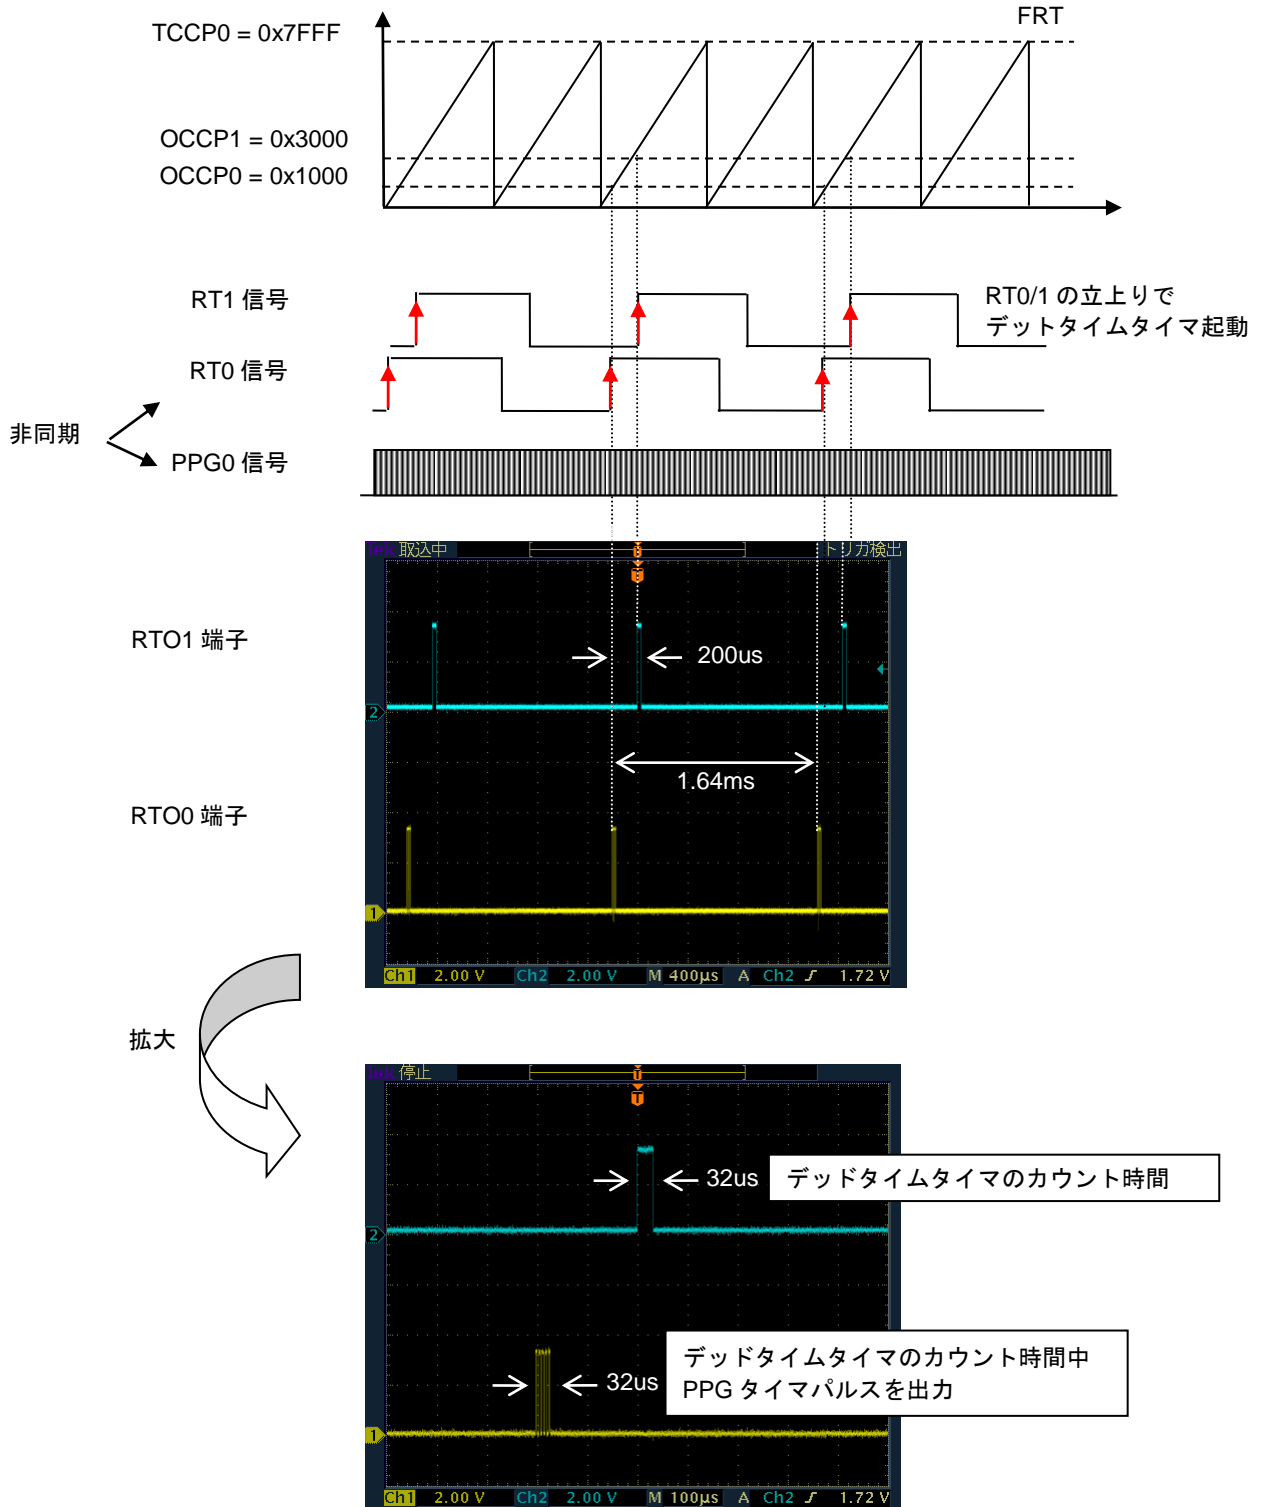 FRT
TCCP0 = 0x7FFF
OCCP1 = 0x3000
OCCP0 = 0x1000
RT1 信号
RT0/1 の立上りで
デットタイムタイマ起動
RT0 信号
非同期
PPG0 信号
Tek 取込中
トリガ検出
T
T
RTO1 端子
200us
2
1.64ms
RTO0 端子
1
Ch1 2.00 V Ch2 2.00 V M 400µs A Ch2 1.72 V
拡大
Tek 停止
T
T
32us
デッドタイムタイマのカウント時間
2
デッドタイムタイマのカウント時間中
PPG タイマパルスを出力
32us
1
Ch1 2.00 V Ch2 2.00 V M 100µs A Ch2 1.72 V